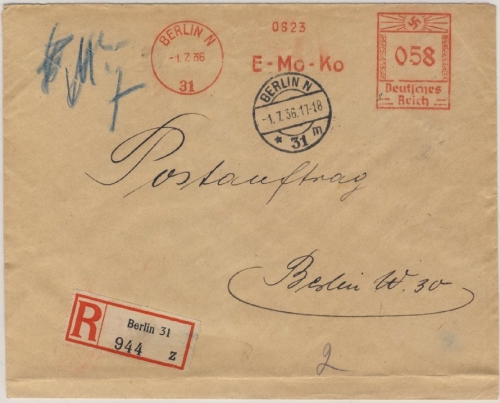 BERLIN N
-1.7.36
31
0823
E-Mo-Ko
058
Deutsches
Reich
BERLIN N
-1.7.36.17-18
* 31 m
Postauftrag
Berlin W. 30
R
Berlin 31
944 z
2